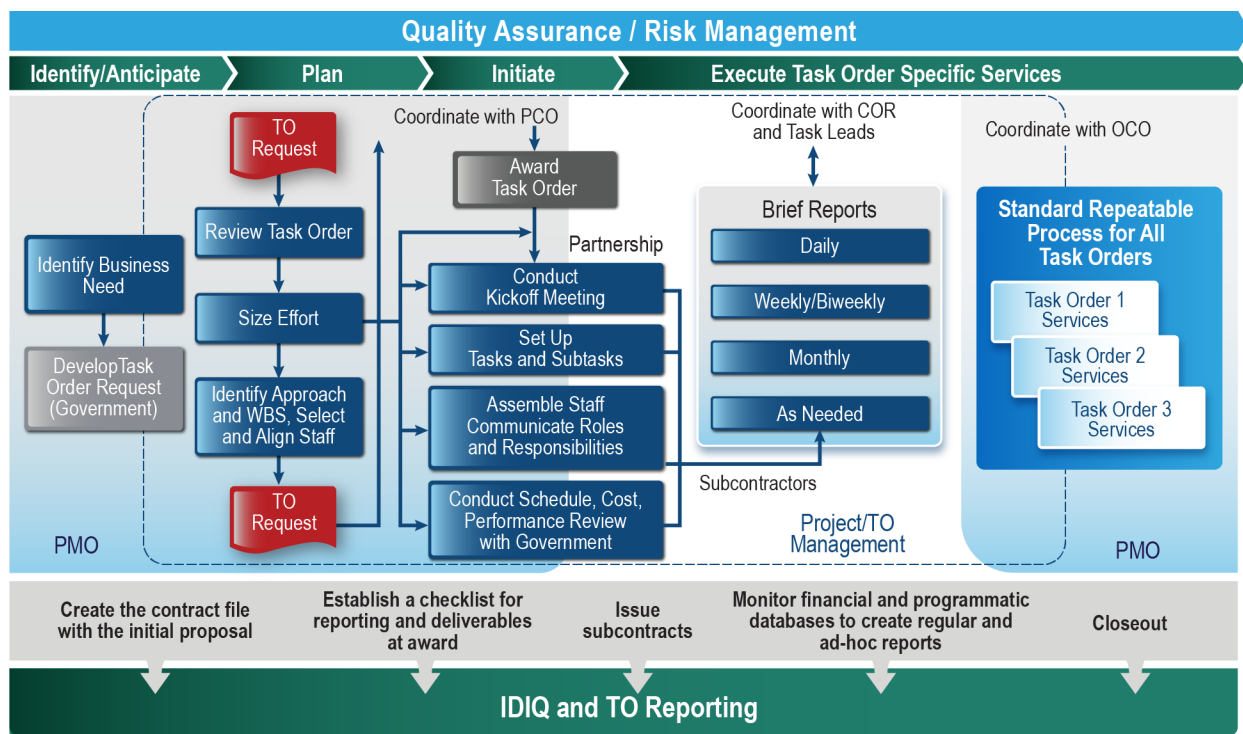 Quality Assurance / Risk Management
Identify/Anticipate
Plan
Initiate
Execute Task Order Specific Services
TO
Request
Review Task Order
Identify Business
Need
Size Effort
DevelopTask
Order Request
(Government)
Identify Approach
and WBS, Select
and Align Staff
TO
Request
PMO
Coordinate with PCO
Award
Task Order
Partnership
Conduct
Kickoff Meeting
Set Up
Tasks and Subtasks
Assemble Staff
Communicate Roles
and Responsibilities
Conduct Schedule, Cost,
Performance Review
with Government
Coordinate with COR
and Task Leads
Brief Reports
Daily
Weekly/Biweekly
Monthly
As Needed
Subcontractors
Project/TO
Management
Coordinate with OCO
Standard Repeatable
Process for All
Task Orders
Task Order 1
Services
Task Order 2
Services
Task Order 3
Services
PMO
Create the contract file
with the initial proposal
Establish a checklist for
reporting and deliverables
at award
Issue
subcontracts
Monitor financial and programmatic
databases to create regular and
ad-hoc reports
Closeout
IDIQ and TO Reporting